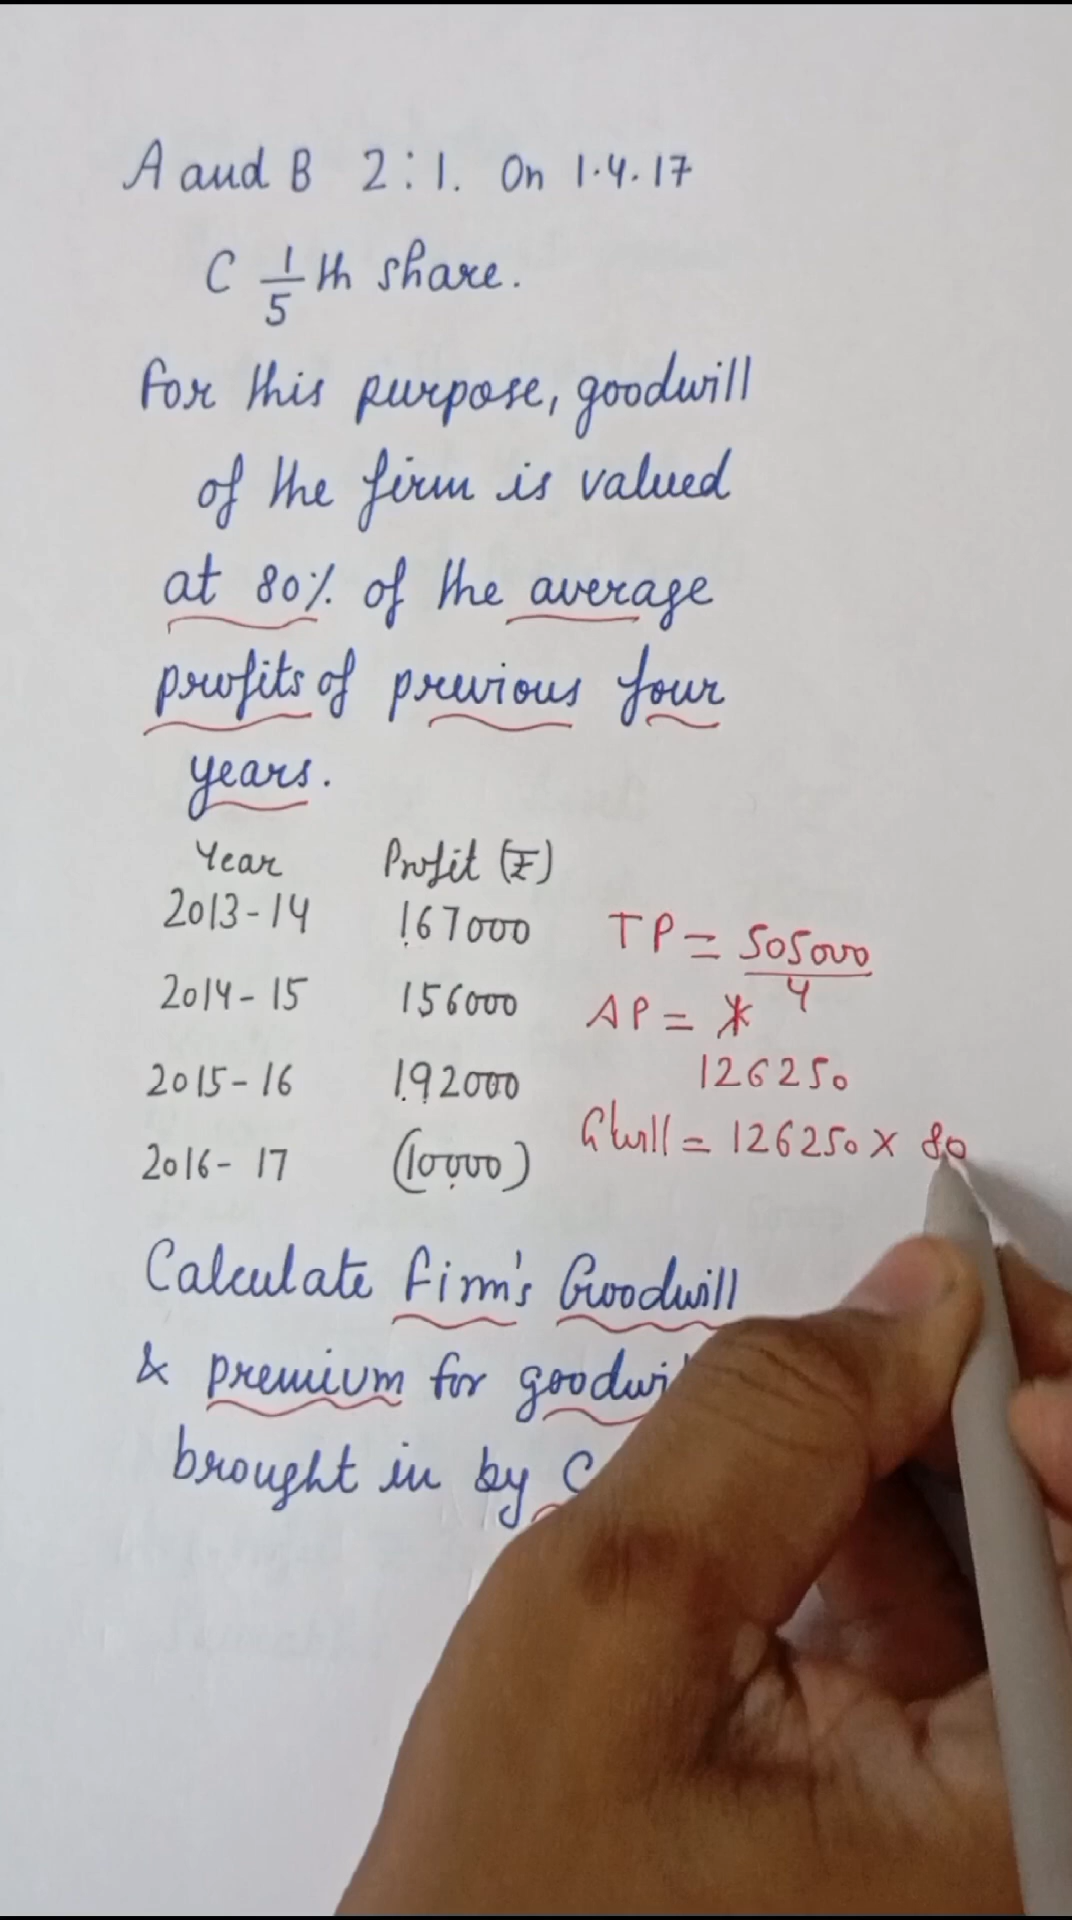 A and B 2:1. On 1.4.17
C 1/5 th share.
For this purpose, goodwill
of the firm is valued
at 80% of the average
profits of previous four
years.
Year Profit (₹)
2013-14 167000
2014-15 156000
2015-16 192000
2016-17 (10000)
TP = 505000/4
AP =
126250
G/will = 126250 x 80
Calculate Firm's Goodwill
& premium for
brought in by C